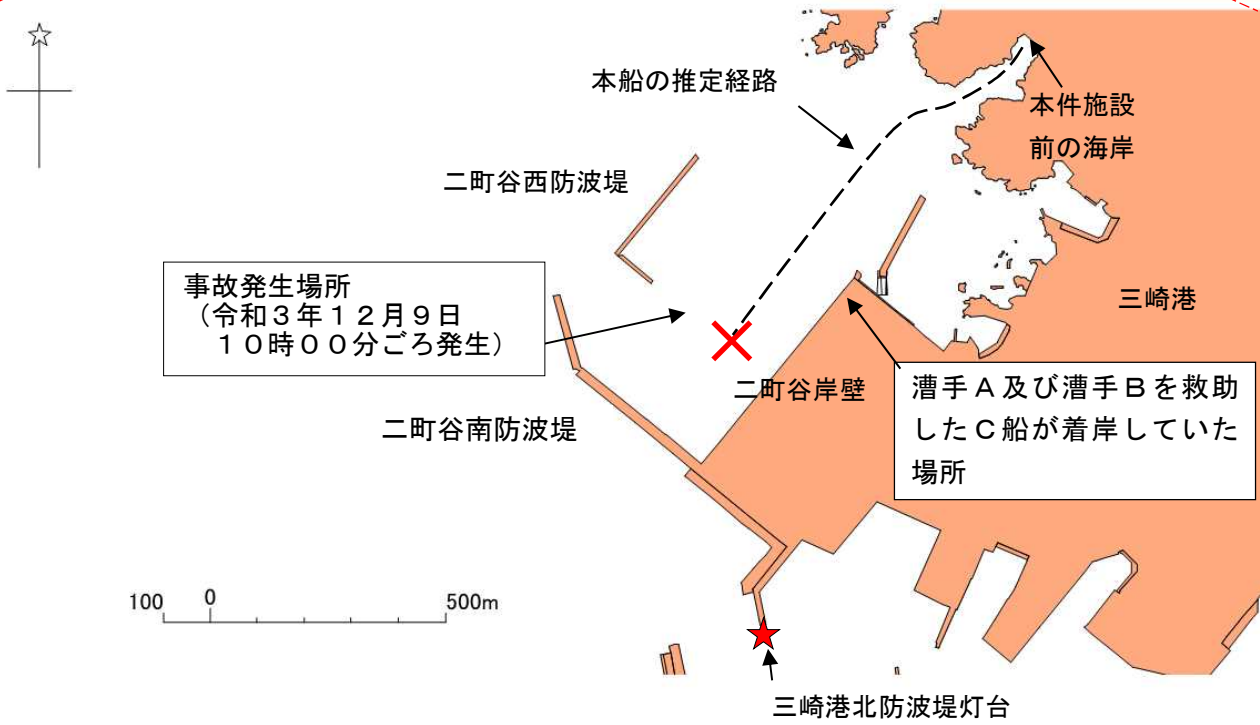 本船の推定経路
本件施設
前の海岸
二町谷西防波堤
事故発生場所
（令和３年１２月９日
１０時００分ごろ発生）
三崎港
二町谷岸壁
漕手Ａ及び漕手Ｂを救助
したＣ船が着岸していた
場所
二町谷南防波堤
100 0 500m
三崎港北防波堤灯台